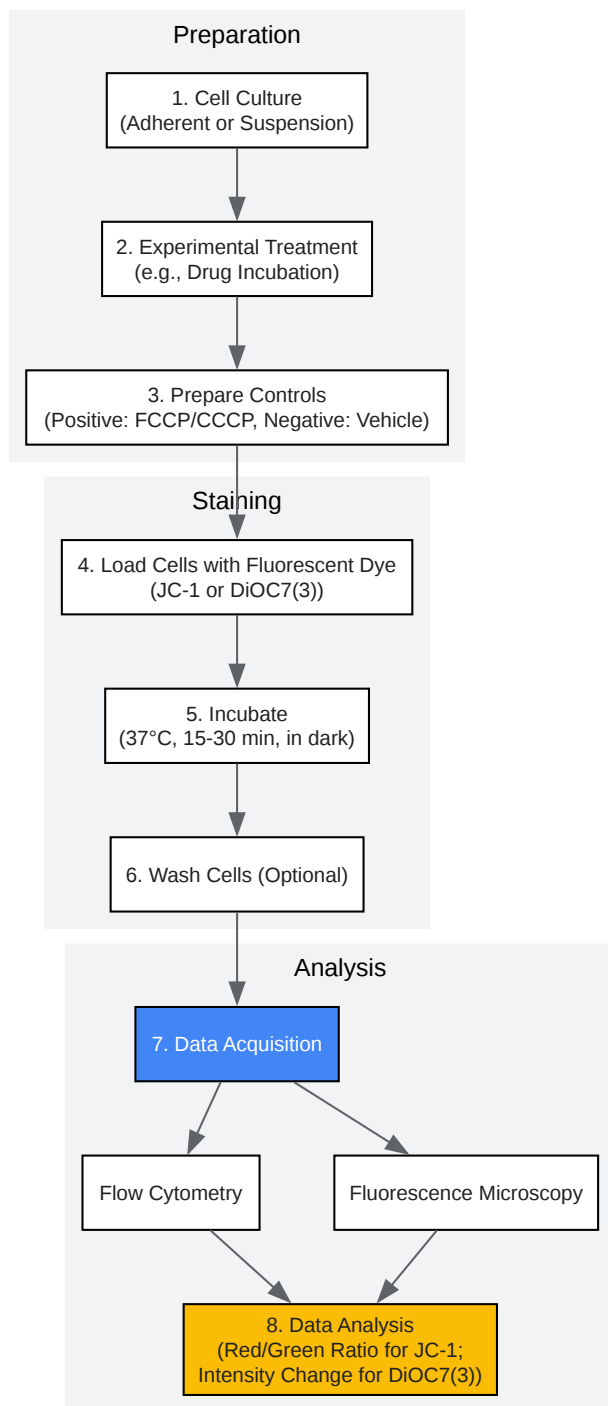 Preparation
1. Cell Culture
(Adherent or Suspension)
2. Experimental Treatment
(e.g., Drug Incubation)
3. Prepare Controls
(Positive: FCCP/CCCP, Negative: Vehicle)
Staining
4. Load Cells with Fluorescent Dye
(JC-1 or DiOC7(3))
5. Incubate
(37°C, 15-30 min, in dark)
6. Wash Cells (Optional)
Analysis
7. Data Acquisition
Flow Cytometry
Fluorescence Microscopy
8. Data Analysis
(Red/Green Ratio for JC-1;
Intensity Change for DiOC7(3))